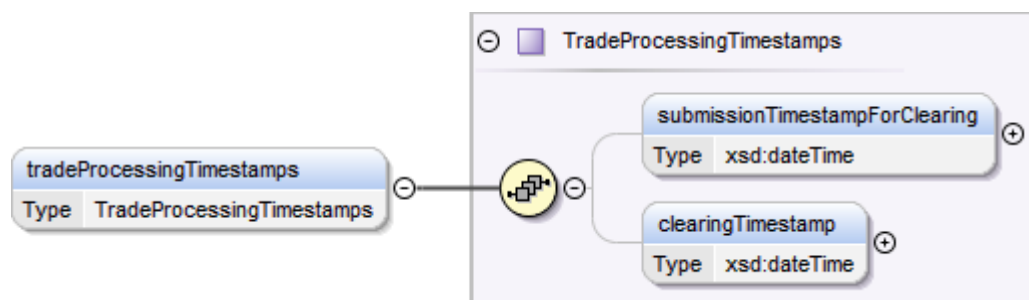 TradeProcessingTimestamps
submissionTimestampForClearing
Type xsd:dateTime
tradeProcessingTimestamps
Type TradeProcessingTimestamps
clearingTimestamp
Type xsd:dateTime